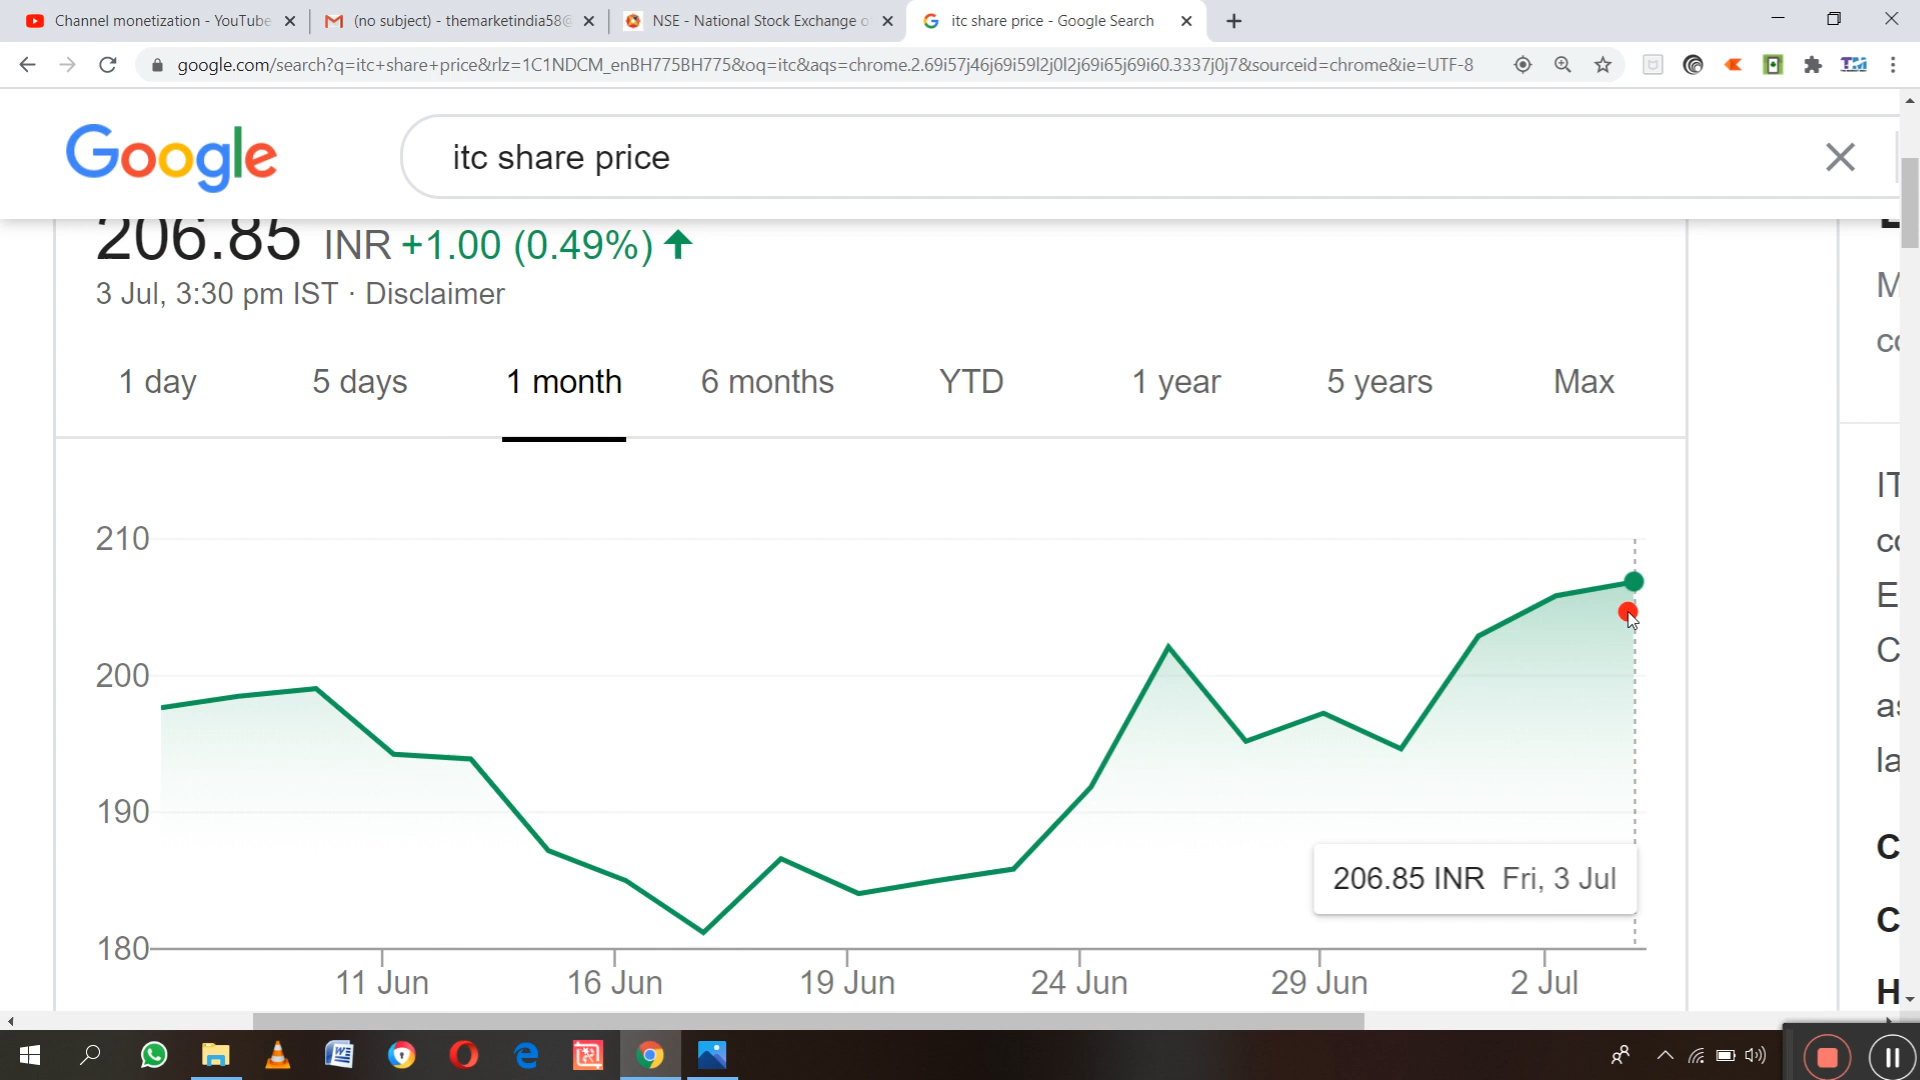 Channel monetization - YouTube
(no subject) - themarketindia58@
NSE - National Stock Exchange o
itc share price - Google Search
google.com/search?q=itc+share+price&rlz=1C1NDCM_enBH775BH775&oq=itc&aqs=chrome.2.69i57j46j69i59l2j0l2j69i65j69i60.3337j0j7&sourceid=chrome&ie=UTF-8
Google
itc share price
206.85 INR +1.00 (0.49%)
3 Jul, 3:30 pm IST · Disclaimer
1 day
5 days
1 month
6 months
YTD
1 year
5 years
Max
210
200
190
180
206.85 INR Fri, 3 Jul
11 Jun
16 Jun
19 Jun
24 Jun
29 Jun
2 Jul
IT
E
C
as
la
C
C
H